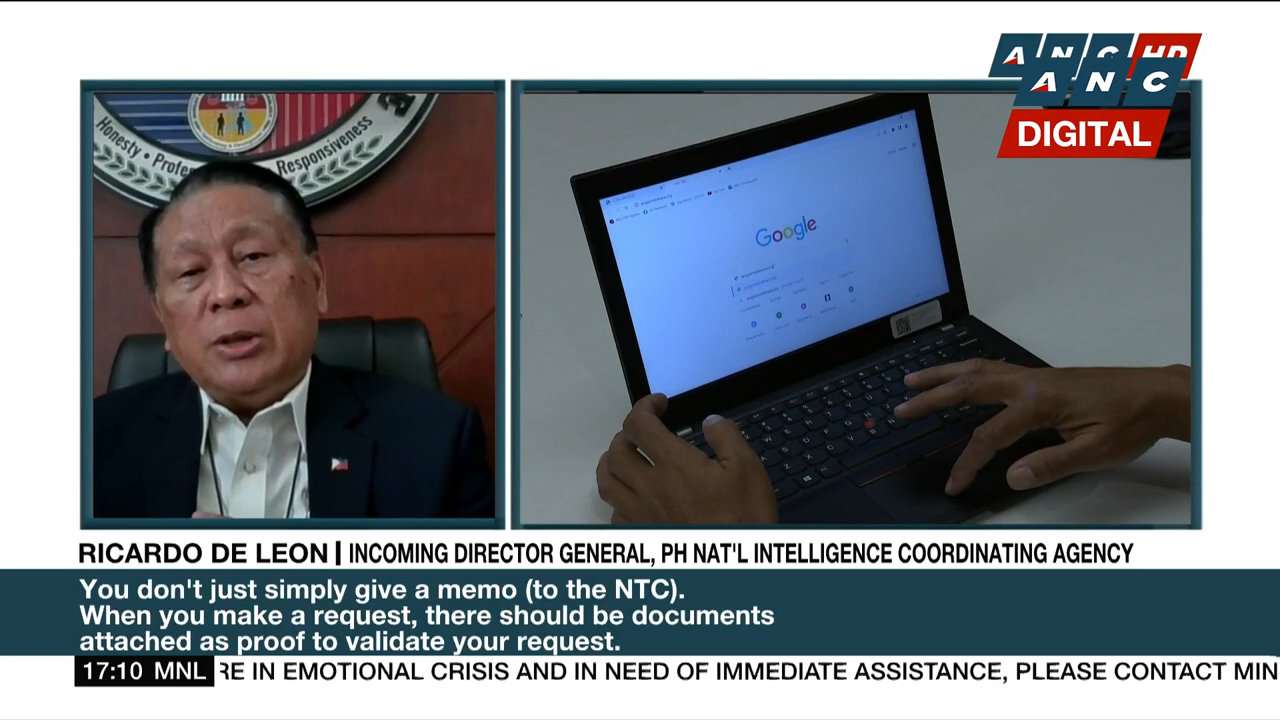 ANC HD
ANC
DIGITAL
Honesty • Responsiveness
Google
RICARDO DE LEON | INCOMING DIRECTOR GENERAL, PH NAT'L INTELLIGENCE COORDINATING AGENCY
You don't just simply give a memo (to the NTC).
When you make a request, there should be documents
attached as proof to validate your request.
17:10 MNL RE IN EMOTIONAL CRISIS AND IN NEED OF IMMEDIATE ASSISTANCE, PLEASE CONTACT MIN